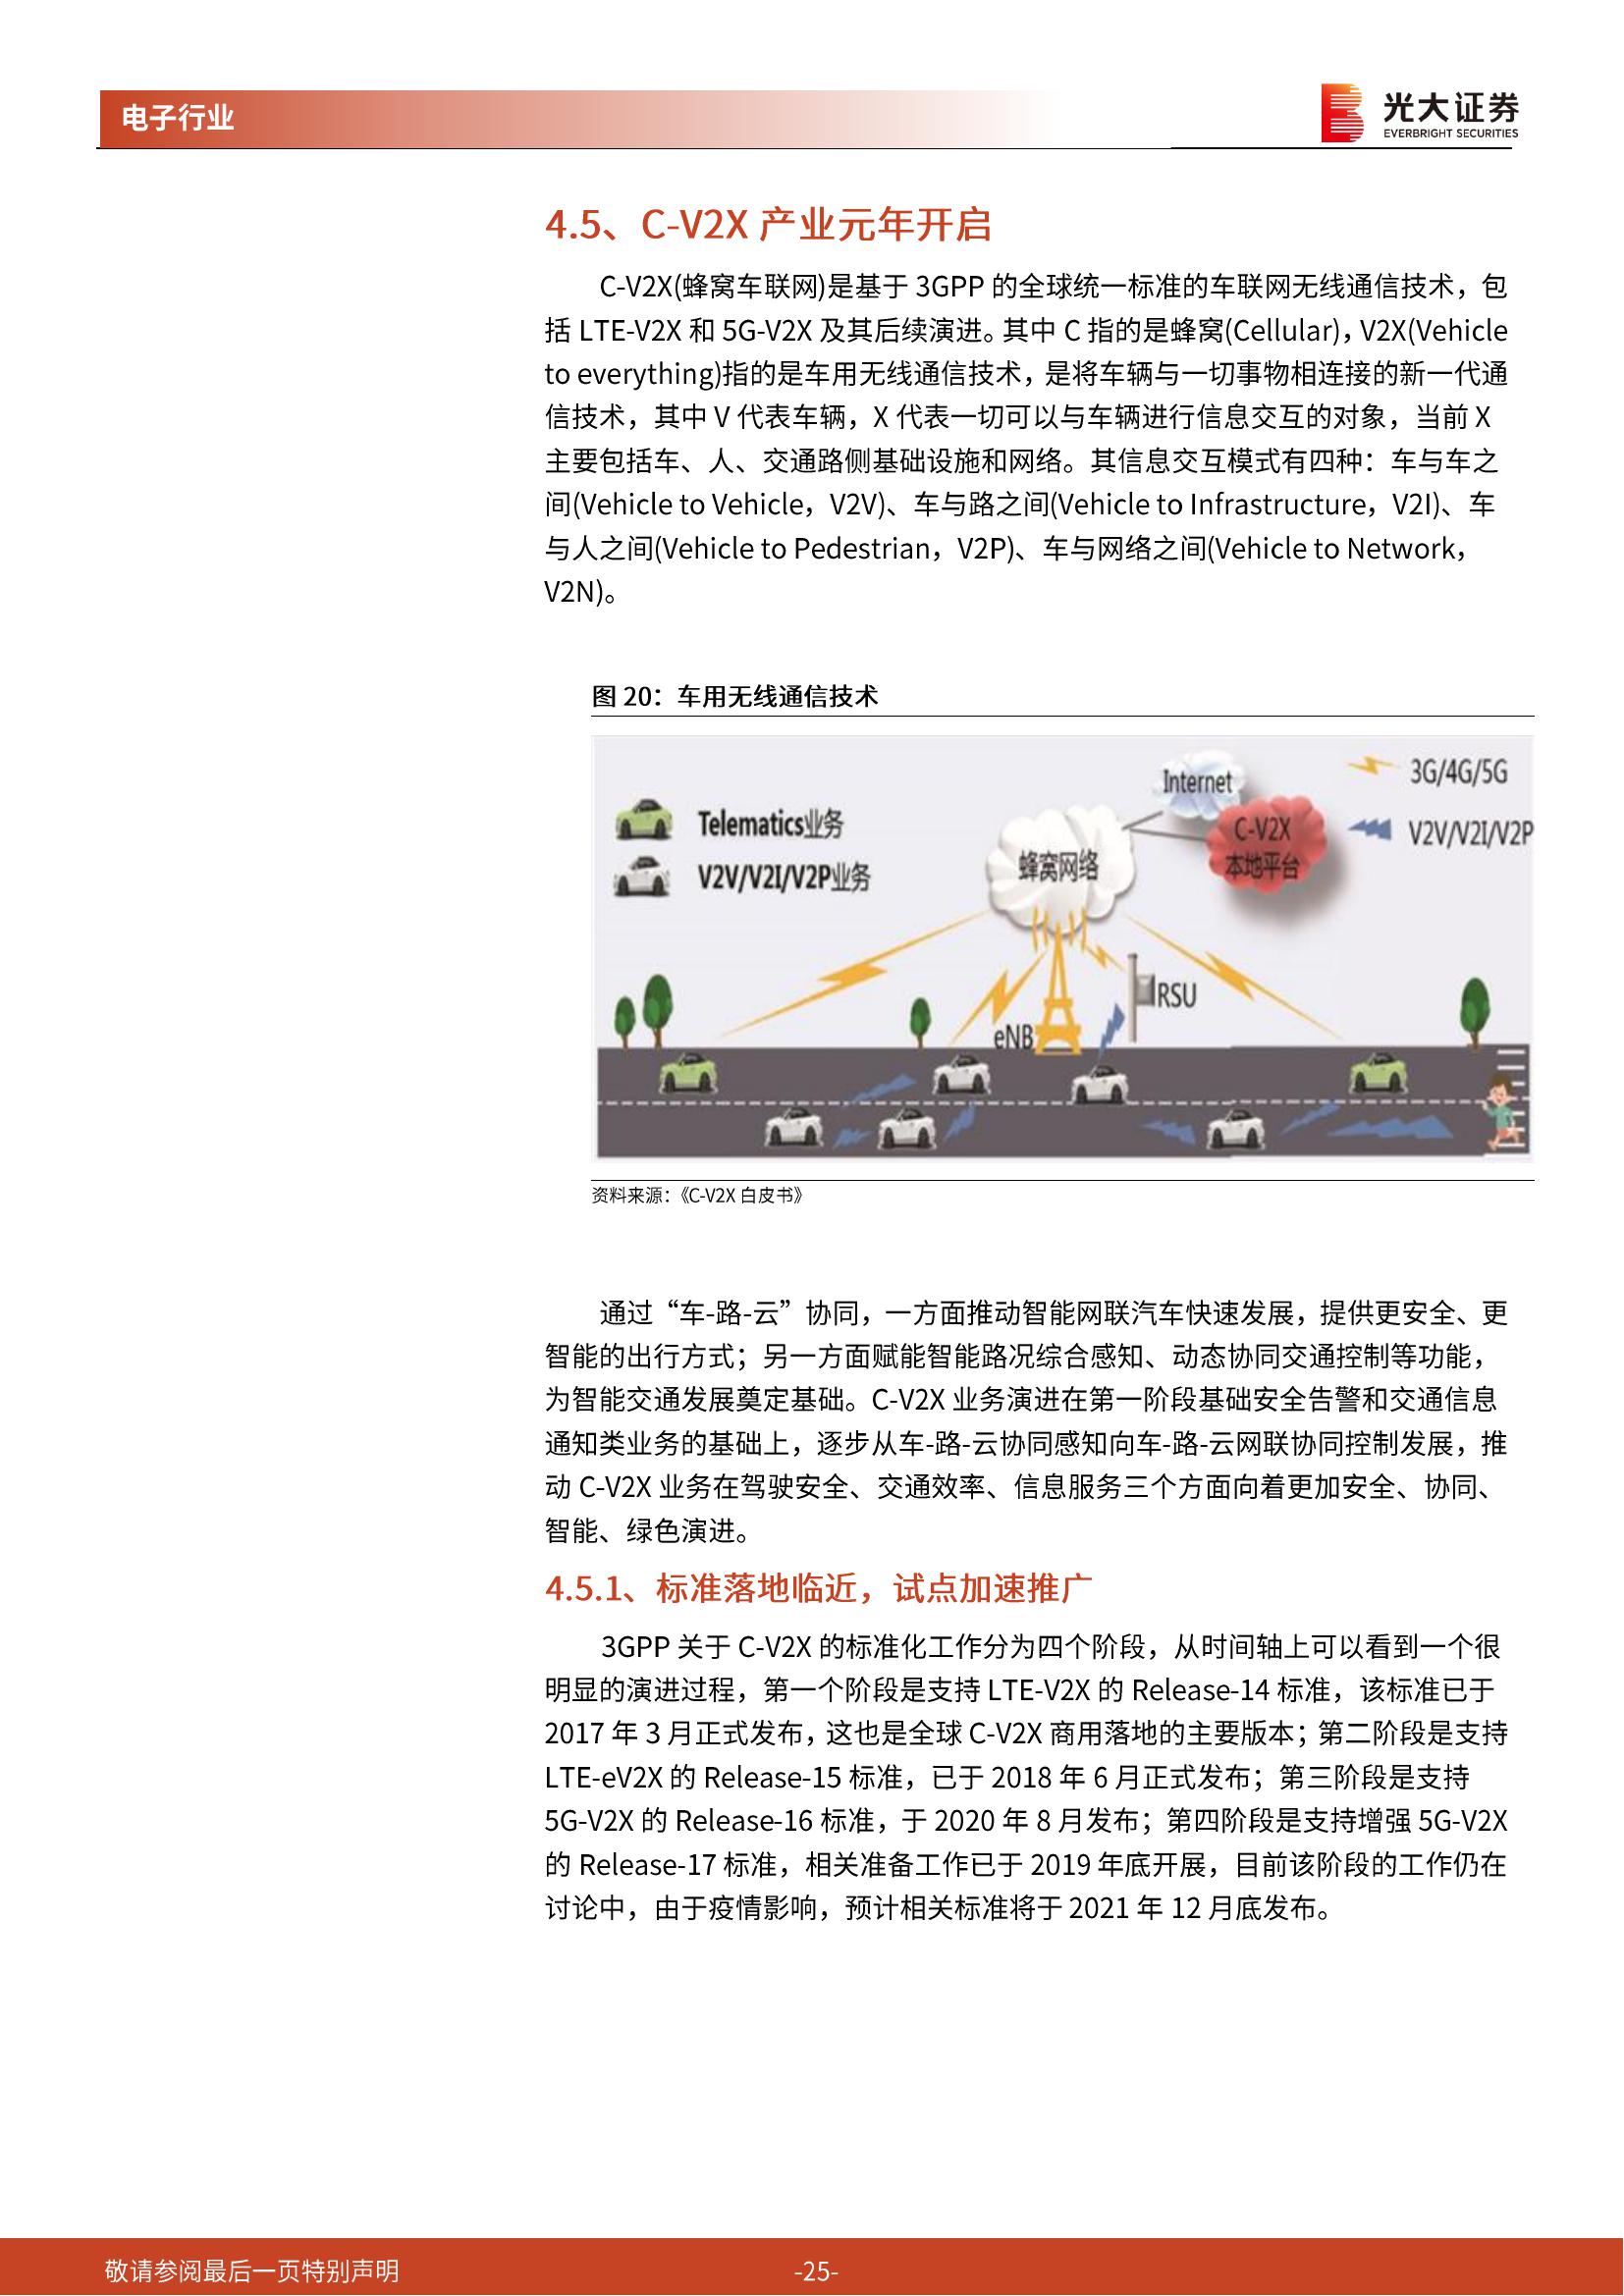 电子行业
光大证券
EVERBRIGHT SECURITIES
4.5、C-V2X 产业元年开启
C-V2X(蜂窝车联网)是基于 3GPP 的全球统一标准的车联网无线通信技术，包
括 LTE-V2X 和 5G-V2X 及其后续演进。其中 C 指的是蜂窝(Cellular)，V2X(Vehicle
to everything)指的是车用无线通信技术，是将车辆与一切事物相连接的新一代通
信技术，其中 V 代表车辆，X 代表一切可以与车辆进行信息交互的对象，当前 X
主要包括车、人、交通路侧基础设施和网络。其信息交互模式有四种：车与车之
间(Vehicle to Vehicle，V2V)、车与路之间(Vehicle to Infrastructure，V2I)、车
与人之间(Vehicle to Pedestrian，V2P)、车与网络之间(Vehicle to Network，
V2N)。
图 20：车用无线通信技术
Internet
3G/4G/5G
Telematics业务
C-V2X
本地平台
V2V/V2I/V2P
蜂窝网络
V2V/V2I/V2P业务
RSU
eNB
资料来源：《C-V2X 白皮书》
通过“车-路-云”协同，一方面推动智能网联汽车快速发展，提供更安全、更
智能的出行方式；另一方面赋能智能路况综合感知、动态协同交通控制等功能，
为智能交通发展奠定基础。C-V2X 业务演进在第一阶段基础安全告警和交通信息
通知类业务的基础上，逐步从车-路-云协同感知向车-路-云网联协同控制发展，推
动 C-V2X 业务在驾驶安全、交通效率、信息服务三个方面向着更加安全、协同、
智能、绿色演进。
4.5.1、标准落地临近，试点加速推广
3GPP 关于 C-V2X 的标准化工作分为四个阶段，从时间轴上可以看到一个很
明显的演进过程，第一个阶段是支持 LTE-V2X 的 Release-14 标准，该标准已于
2017 年 3 月正式发布，这也是全球 C-V2X 商用落地的主要版本；第二阶段是支持
LTE-eV2X 的 Release-15 标准，已于 2018 年 6 月正式发布；第三阶段是支持
5G-V2X 的 Release-16 标准，于 2020 年 8 月发布；第四阶段是支持增强 5G-V2X
的 Release-17 标准，相关准备工作已于 2019 年底开展，目前该阶段的工作仍在
讨论中，由于疫情影响，预计相关标准将于 2021 年 12 月底发布。
敬请参阅最后一页特别声明
-25-